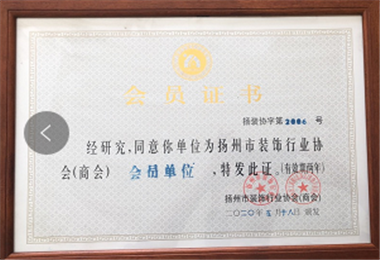 会员证书
扬装协字第2006 号
经研究,同意你单位为扬州市装饰行业协
会(商会) 会员单位 、特发此证。(有效期两年)
扬州市装饰行业协会(商会)
二〇二〇年 五 月十八日 颁发